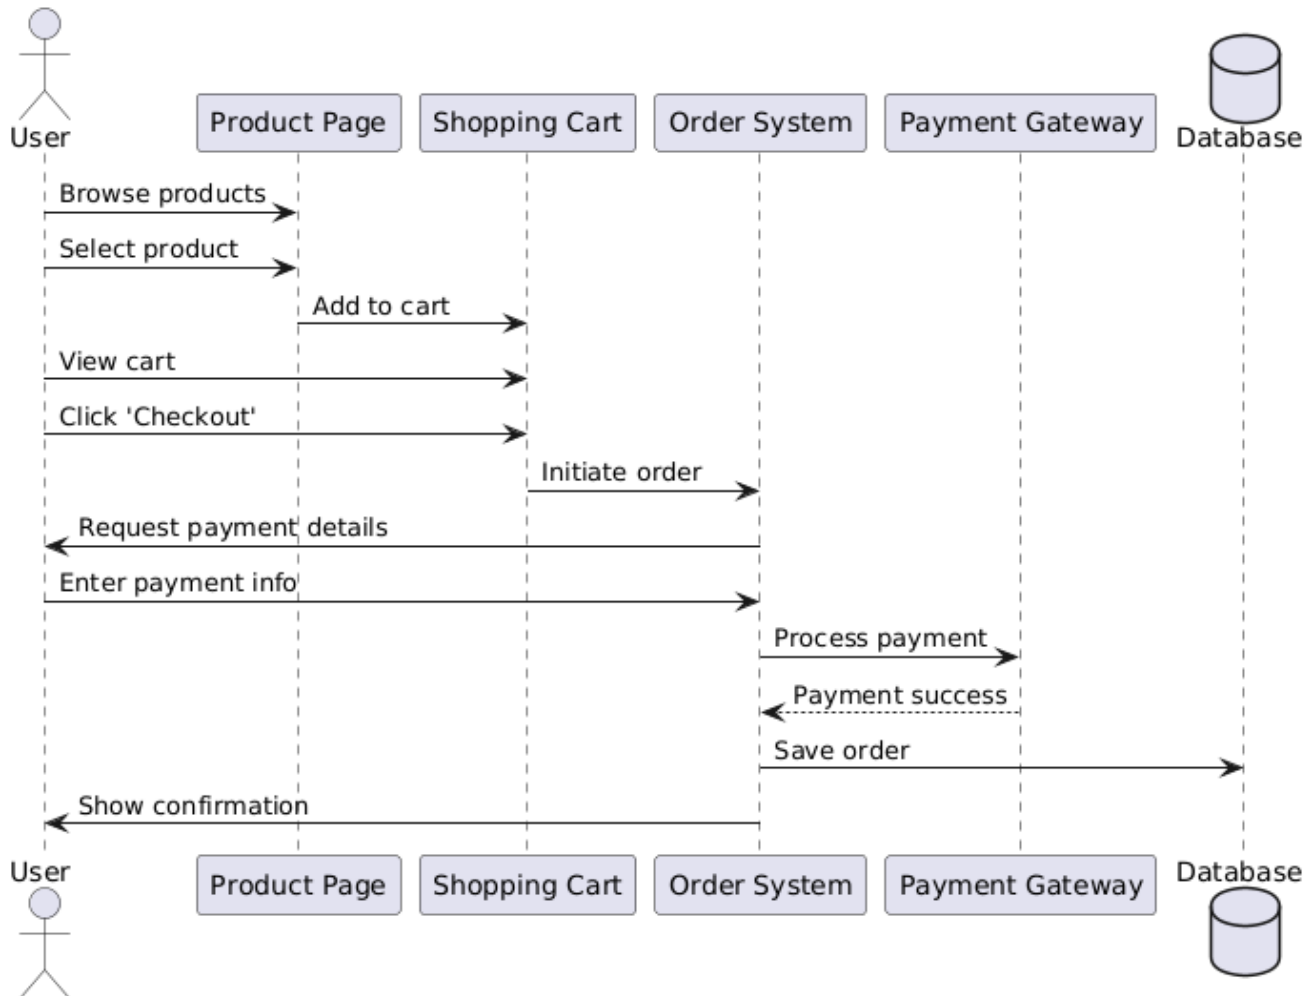 User
Product Page
Shopping Cart
Order System
Payment Gateway
Database
Browse products
Select product
Add to cart
View cart
Click 'Checkout'
Initiate order
Request payment details
Enter payment info
Process payment
Payment success
Save order
Show confirmation
User
Product Page
Shopping Cart
Order System
Payment Gateway
Database